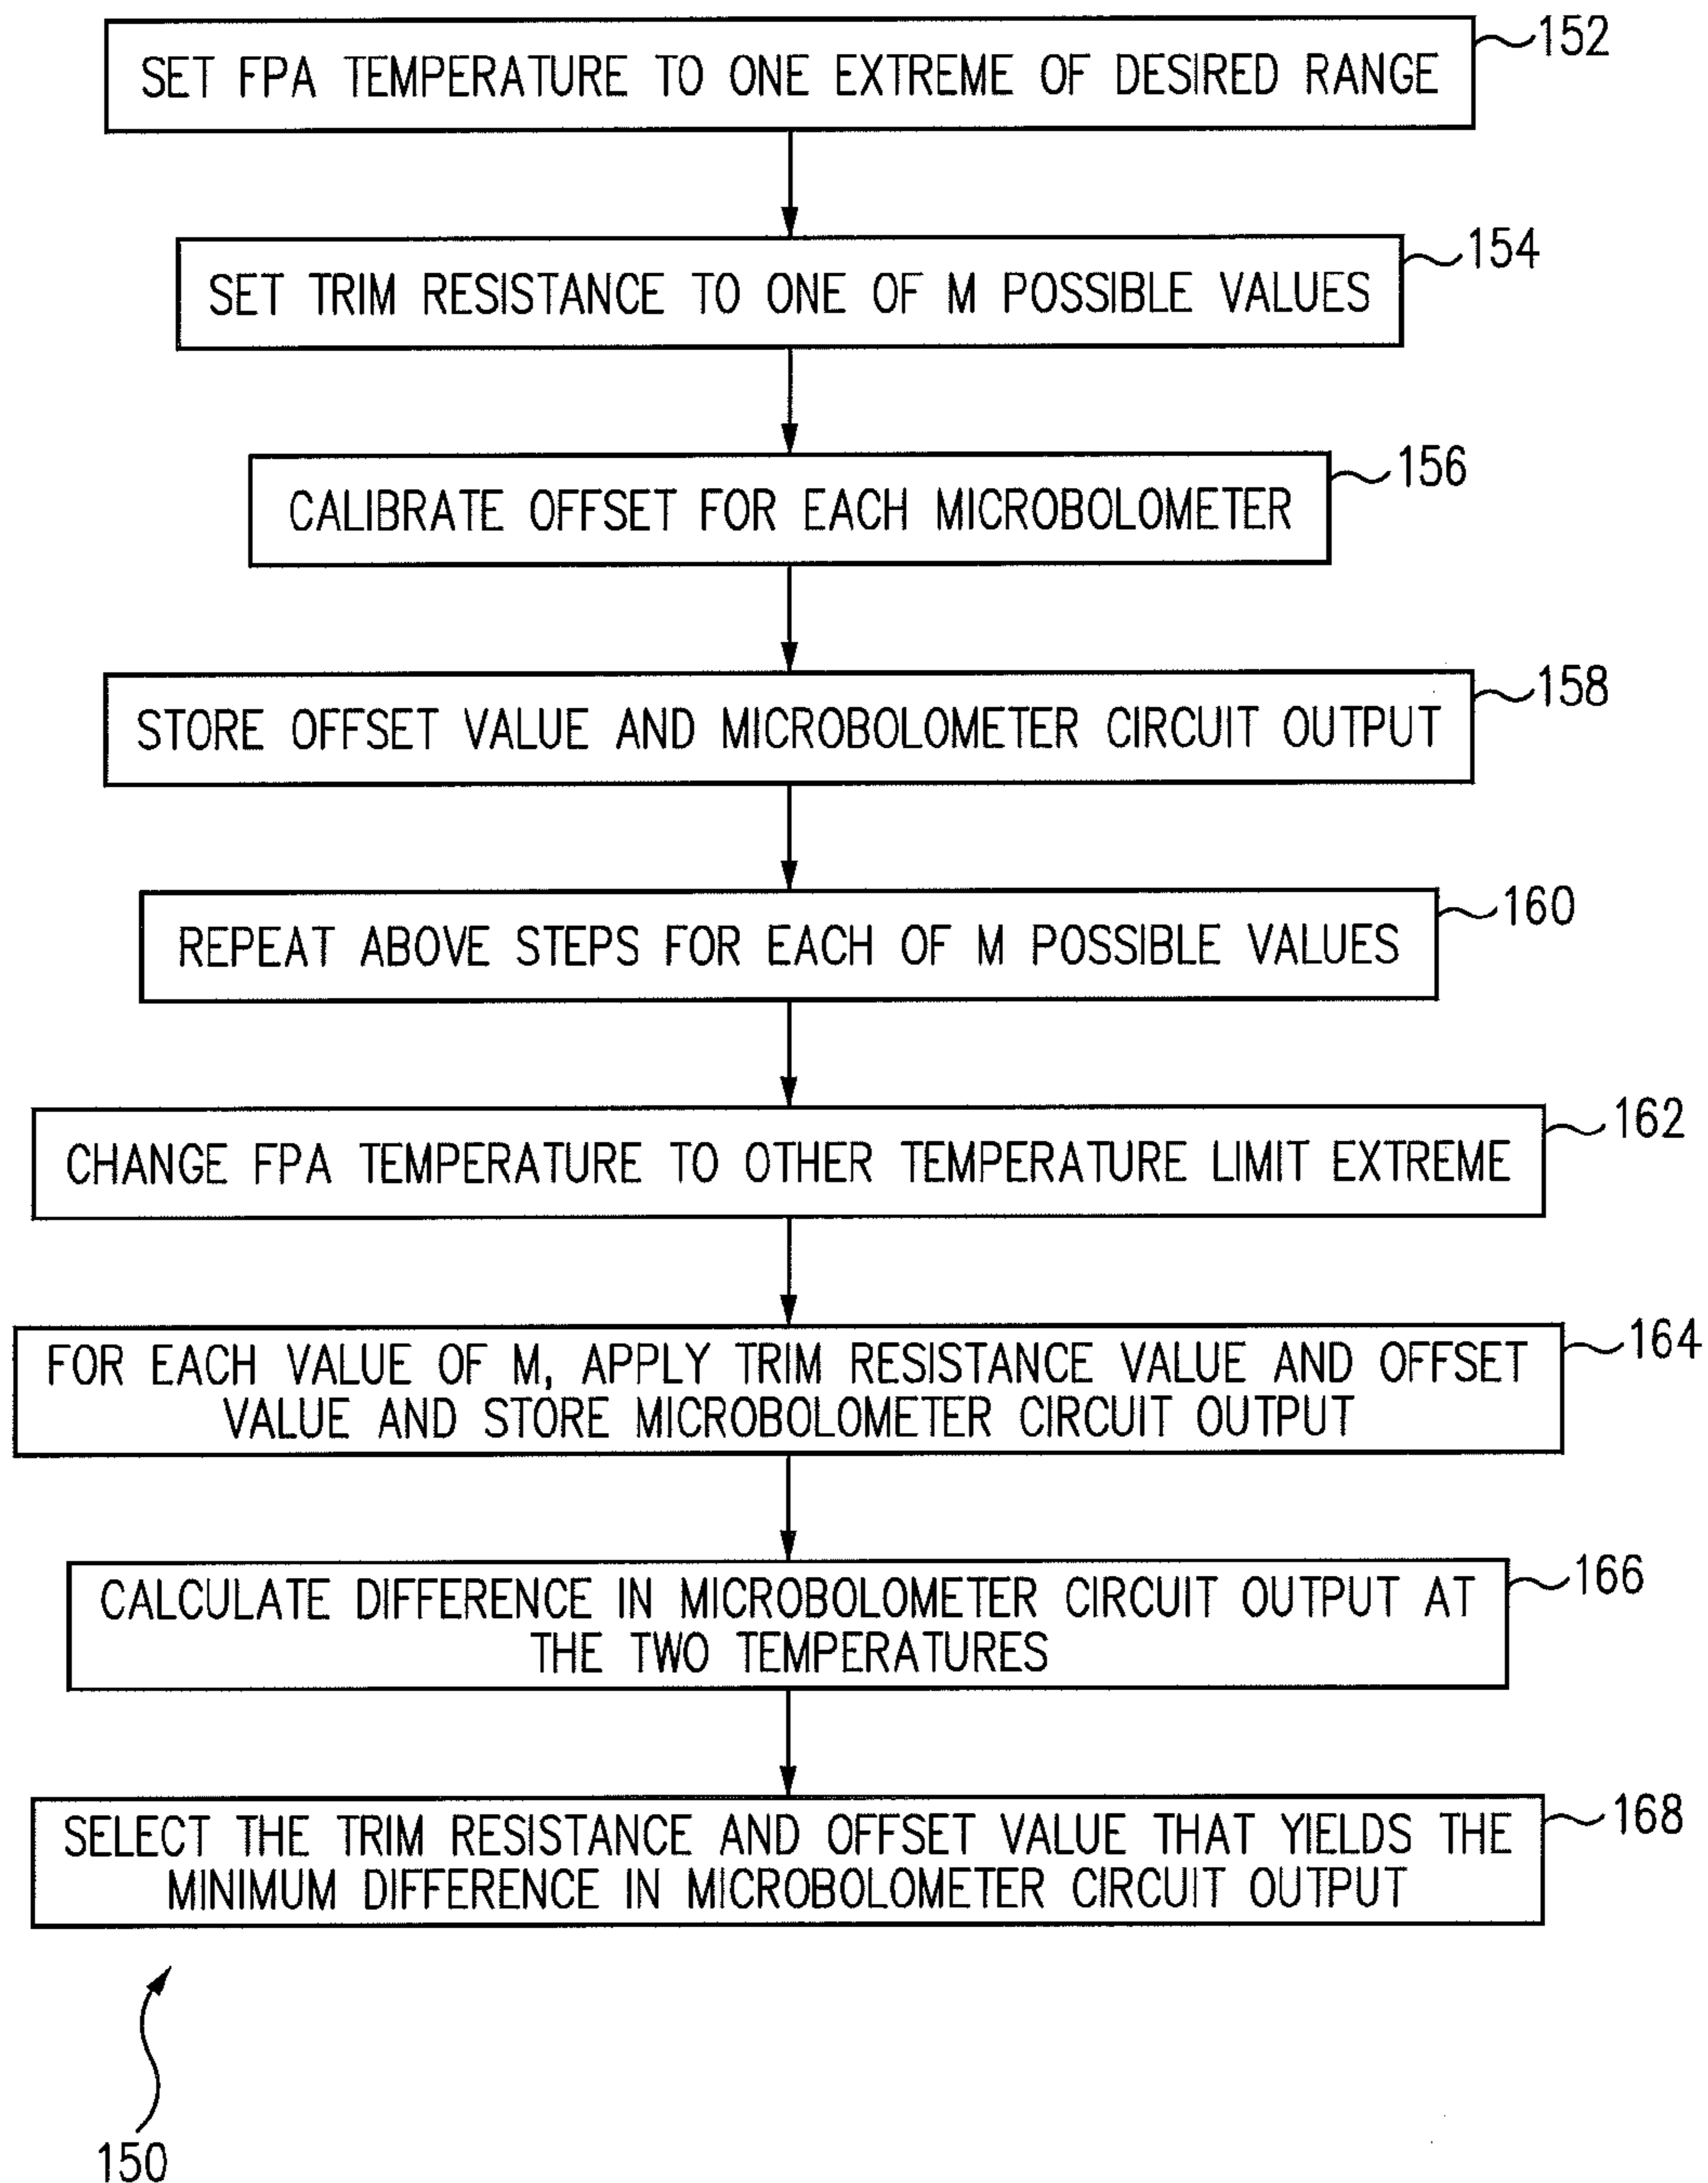 SET FPA TEMPERATURE TO ONE EXTREME OF DESIRED RANGE
152
SET TRIM RESISTANCE TO ONE OF M POSSIBLE VALUES
154
CALIBRATE OFFSET FOR EACH MICROBOLOMETER
156
STORE OFFSET VALUE AND MICROBOLOMETER CIRCUIT OUTPUT
158
REPEAT ABOVE STEPS FOR EACH OF M POSSIBLE VALUES
160
CHANGE FPA TEMPERATURE TO OTHER TEMPERATURE LIMIT EXTREME
162
FOR EACH VALUE OF M, APPLY TRIM RESISTANCE VALUE AND OFFSET
VALUE AND STORE MICROBOLOMETER CIRCUIT OUTPUT
164
CALCULATE DIFFERENCE IN MICROBOLOMETER CIRCUIT OUTPUT AT
THE TWO TEMPERATURES
166
SELECT THE TRIM RESISTANCE AND OFFSET VALUE THAT YIELDS THE
MINIMUM DIFFERENCE IN MICROBOLOMETER CIRCUIT OUTPUT
168
150